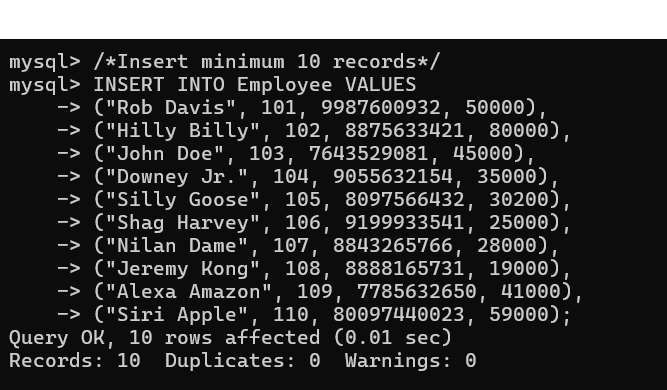 mysql> /*Insert minimum 10 records*/
mysql> INSERT INTO Employee VALUES
    -> ("Rob Davis", 101, 9987600932, 50000),
    -> ("Hilly Billy", 102, 8875633421, 80000),
    -> ("John Doe", 103, 7643529081, 45000),
    -> ("Downey Jr.", 104, 9055632154, 35000),
    -> ("Silly Goose", 105, 8097566432, 30200),
    -> ("Shag Harvey", 106, 9199933541, 25000),
    -> ("Nilan Dame", 107, 8843265766, 28000),
    -> ("Jeremy Kong", 108, 8888165731, 19000),
    -> ("Alexa Amazon", 109, 7785632650, 41000),
    -> ("Siri Apple", 110, 80097440023, 59000);
Query OK, 10 rows affected (0.01 sec)
Records: 10  Duplicates: 0  Warnings: 0